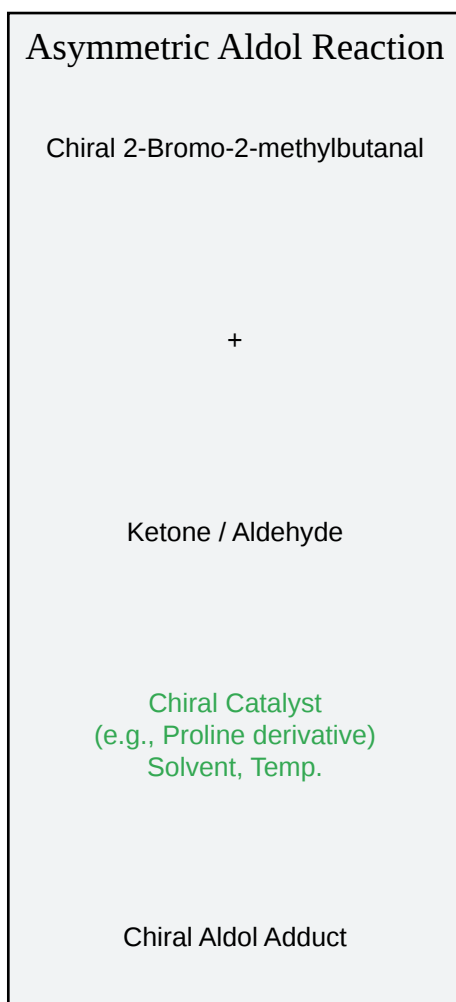 Asymmetric Aldol Reaction
Chiral 2-Bromo-2-methylbutanal
+
Ketone / Aldehyde
Chiral Catalyst
(e.g., Proline derivative)
Solvent, Temp.
Chiral Aldol Adduct